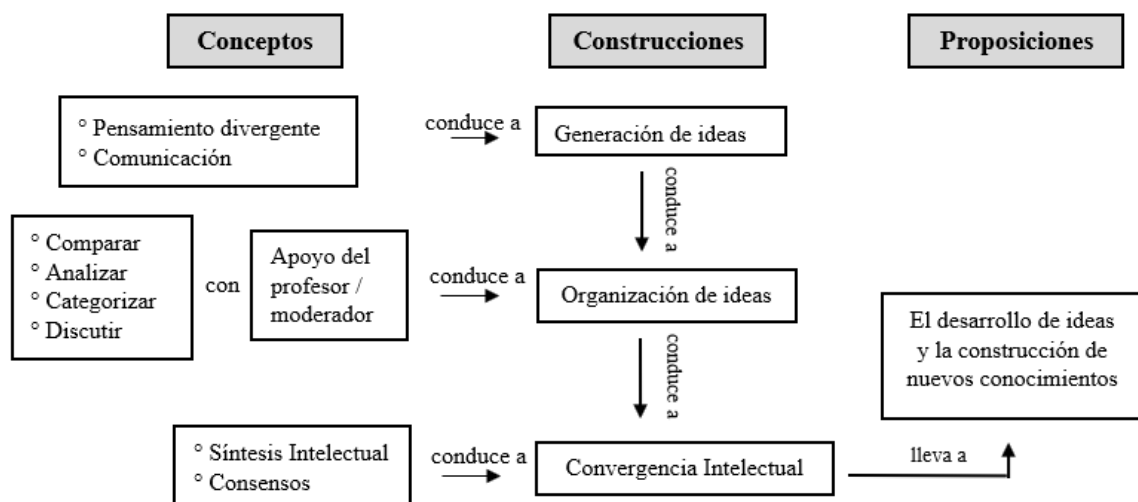 Conceptos
Construcciones
Proposiciones
° Pensamiento divergente
° Comunicación
conduce a
Generación de ideas
conduce a
° Comparar
° Analizar
° Categorizar
° Discutir
con
Apoyo del
profesor /
moderador
conduce a
Organización de ideas
conduce a
El desarrollo de ideas
y la construcción de
nuevos conocimientos
° Síntesis Intelectual
° Consensos
conduce a
Convergencia Intelectual
lleva a